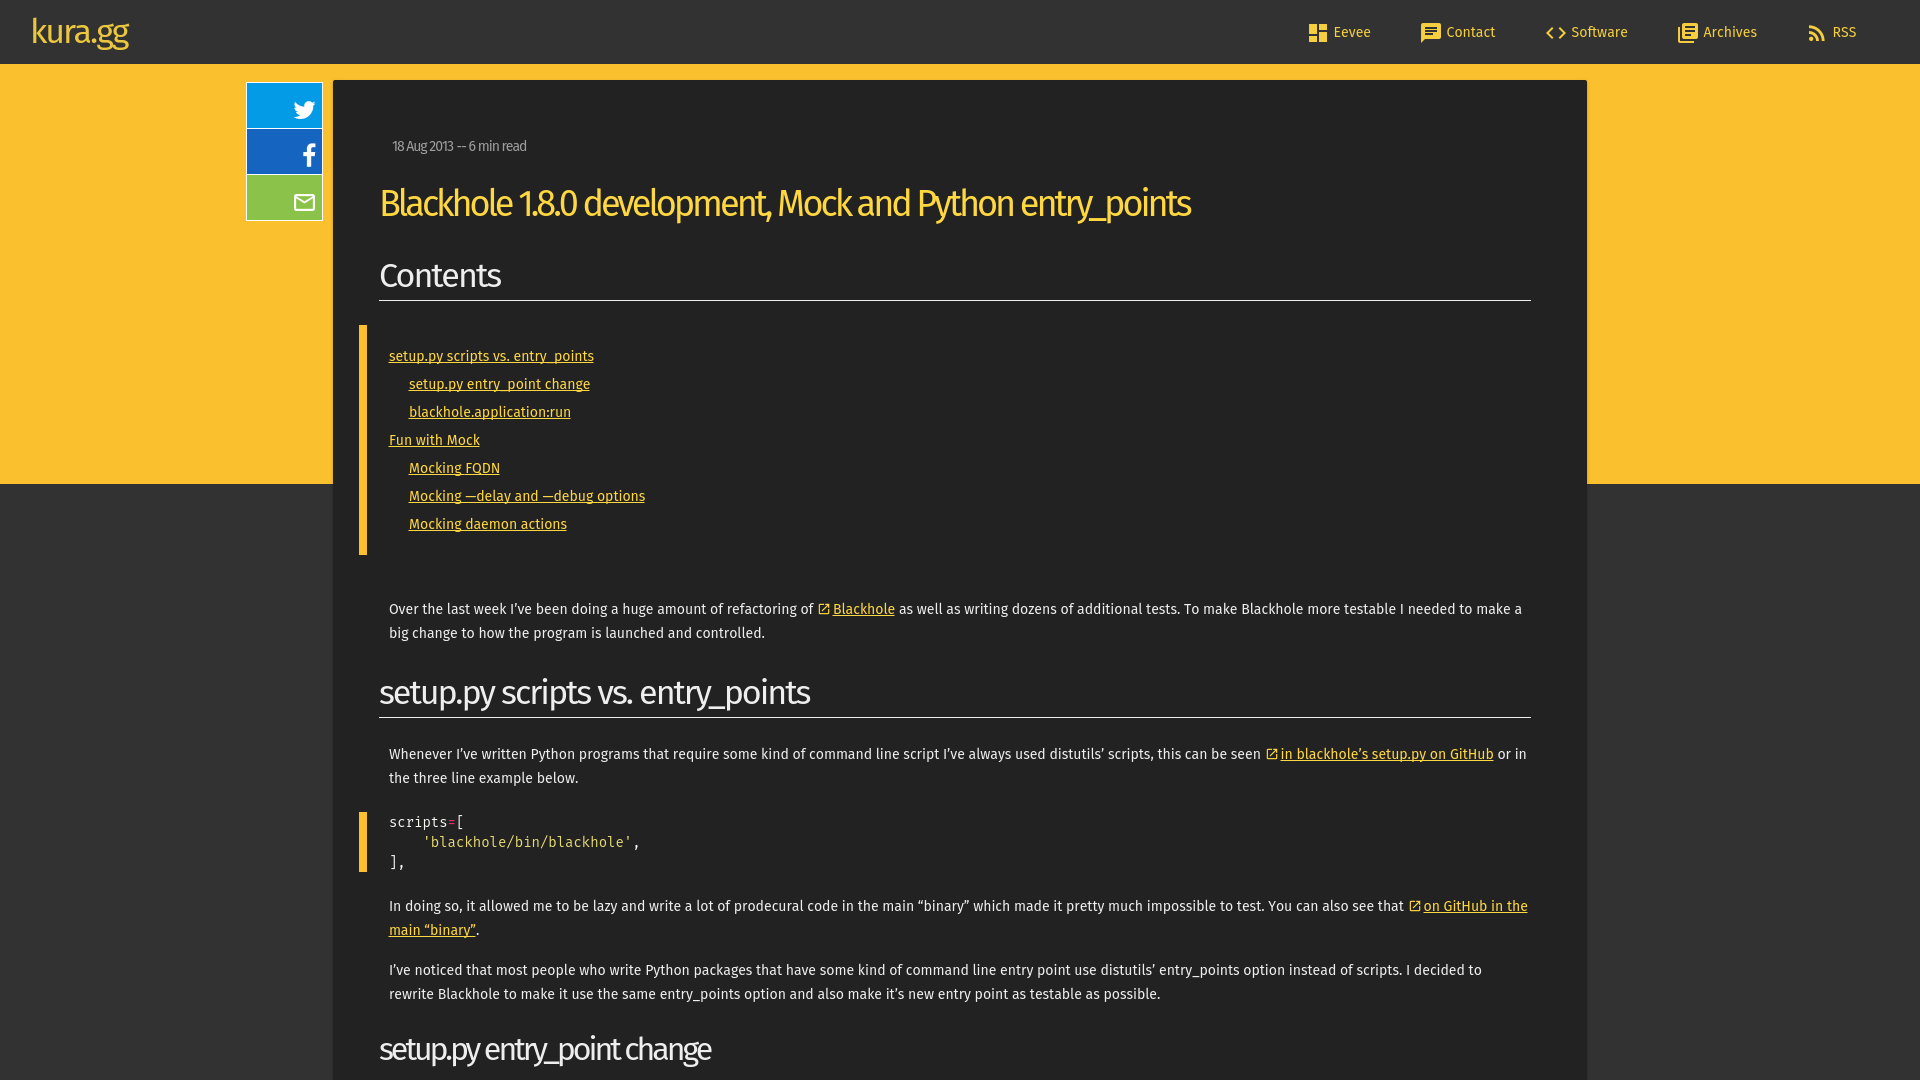 kura.gg
Eevee
Contact
Software
Archives
RSS
18 Aug 2013 -- 6 min read
Blackhole 1.8.0 development, Mock and Python entry_points
Contents
setup.py scripts vs. entry_points
setup.py entry_point change
blackhole.application:run
Fun with Mock
Mocking FQDN
Mocking —delay and —debug options
Mocking daemon actions
Over the last week I’ve been doing a huge amount of refactoring of Blackhole as well as writing dozens of additional tests. To make Blackhole more testable I needed to make a
big change to how the program is launched and controlled.
setup.py scripts vs. entry_points
Whenever I’ve written Python programs that require some kind of command line script I’ve always used distutils’ scripts, this can be seen in blackhole’s setup.py on GitHub or in
the three line example below.
scripts=[
    'blackhole/bin/blackhole',
],
In doing so, it allowed me to be lazy and write a lot of prodecural code in the main “binary” which made it pretty much impossible to test. You can also see that on GitHub in the
main “binary”.
I’ve noticed that most people who write Python packages that have some kind of command line entry point use distutils’ entry_points option instead of scripts. I decided to
rewrite Blackhole to make it use the same entry_points option and also make it’s new entry point as testable as possible.
setup.py entry_point change